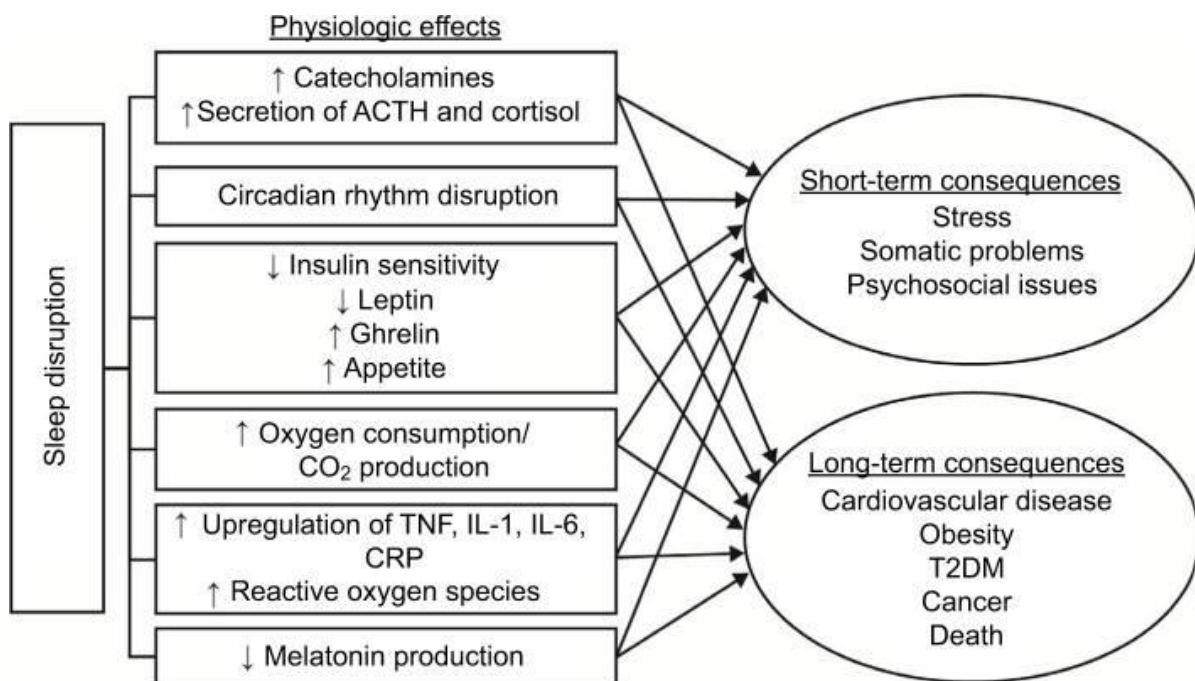 Physiologic effects
↑ Catecholamines
↑Secretion of ACTH and cortisol
Circadian rhythm disruption
↓ Insulin sensitivity
↓ Leptin
↑ Ghrelin
↑ Appetite
↑ Oxygen consumption/
CO₂ production
↑ Upregulation of TNF, IL-1, IL-6,
CRP
↑ Reactive oxygen species
↓ Melatonin production
Sleep disruption
Short-term consequences
Stress
Somatic problems
Psychosocial issues
Long-term consequences
Cardiovascular disease
Obesity
T2DM
Cancer
Death